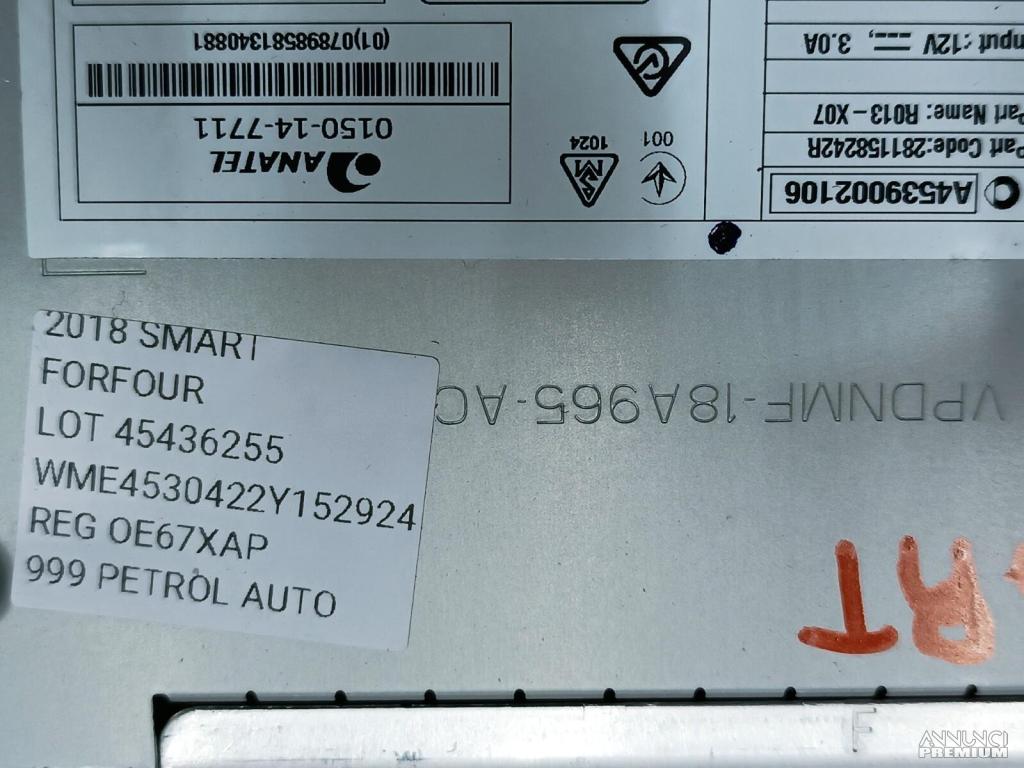 (01)07898581340881
0150-14-7711
ANATEL
1024
001
A4539002106
Part Code:281158242R
Part Name: R013-X07
Input :12V ⎓, 3.0A
2018 SMART
FORFOUR
LOT 45436255
WME4530422Y152924
REG OE67XAP
999 PETROL AUTO
VPDNMF-18A965-AC
F
ANNUNCI
PREMIUM